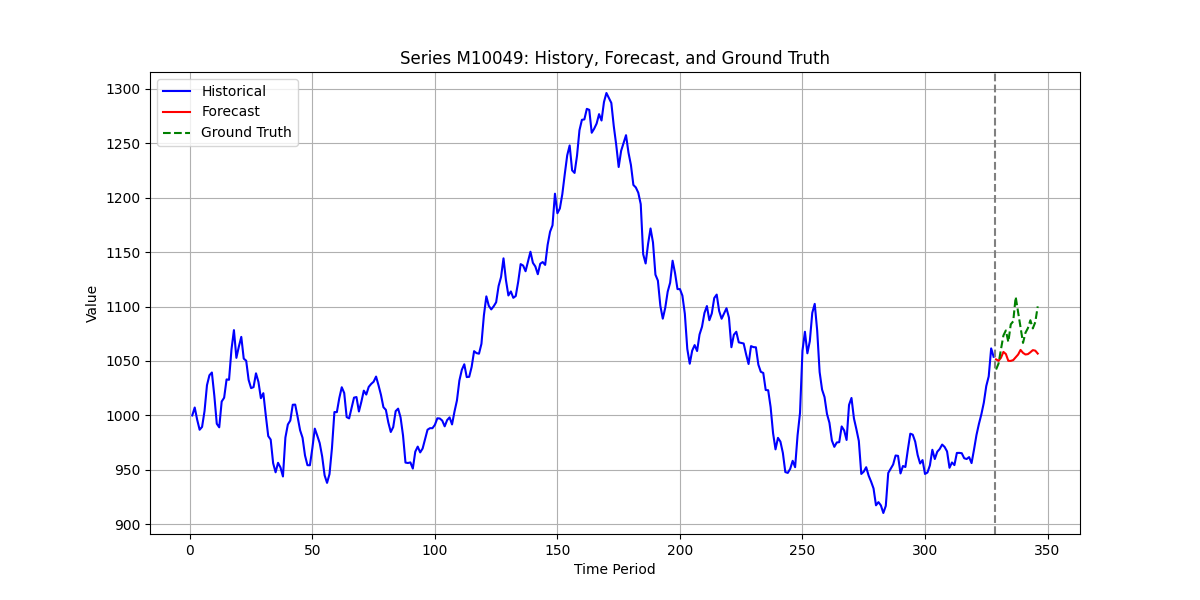 Series M10049: History, Forecast, and Ground Truth
Historical
Forecast
Ground Truth
1300
1250
1200
1150
1100
1050
1000
950
900
Value
0 50 100 150 200 250 300 350
Time Period